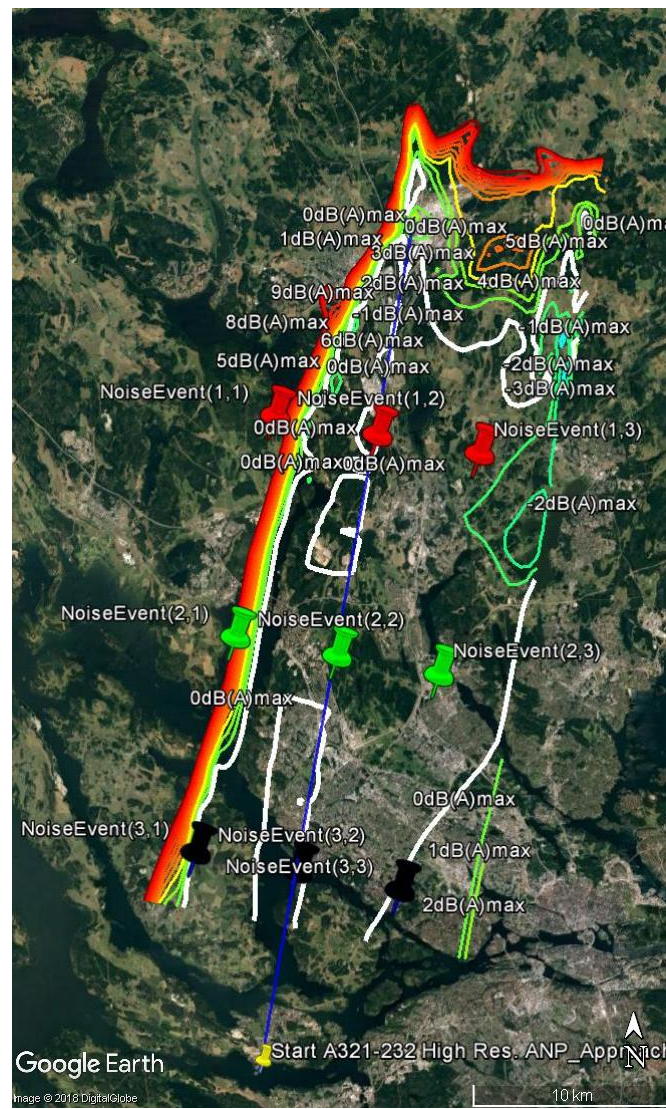 0dB(A)max
0dB(A)max
0dB(A)ma
1dB(A)max
3dB(A)max
5dB(A)max
2dB(A)max
4dB(A)max
9dB(A)max
-1dB(A)max
8dB(A)max
-1dB(A)max
6dB(A)max
5dB(A)max
0dB(A)max
-2dB(A)max
-3dB(A)max
NoiseEvent(1,1)
NoiseEvent(1,2)
0dB(A)max
NoiseEvent(1,3)
0dB(A)max
0dB(A)max
-2dB(A)max
NoiseEvent(2,1)
NoiseEvent(2,2)
NoiseEvent(2,3)
0dB(A)max
0dB(A)max
NoiseEvent(3,1)
NoiseEvent(3,2)
1dB(A)max
NoiseEvent(3,3)
2dB(A)max
Start A321-232 High Res. ANP_Approach
N
Google Earth
Image © 2018 DigitalGlobe
10 km